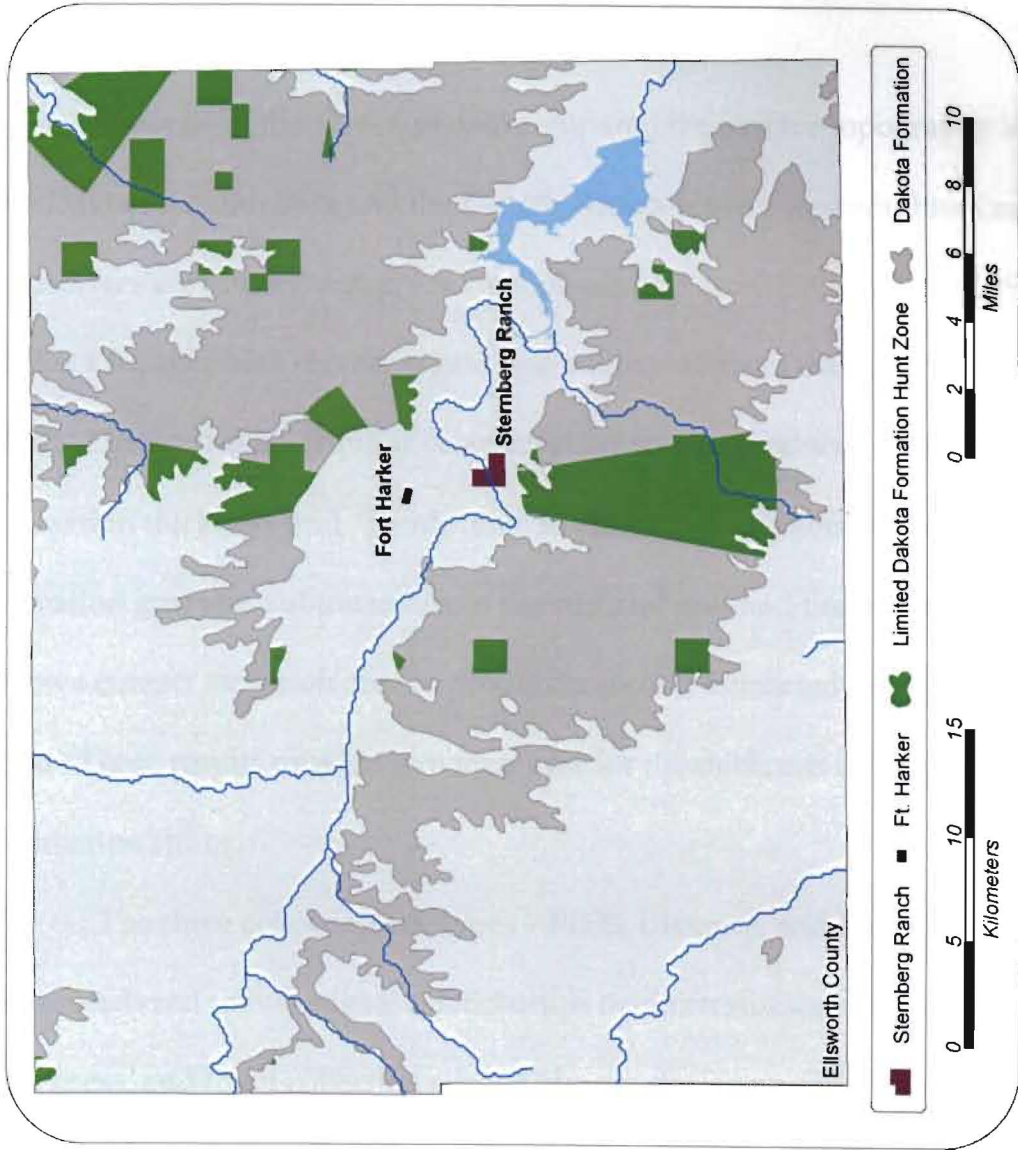 Fort Harker
Sternberg Ranch
Ellsworth County
Sternberg Ranch
Ft. Harker
Limited Dakota Formation Hunt Zone
Dakota Formation
0 5 10 15
Kilometers
0 2 4 6 8 10
Miles